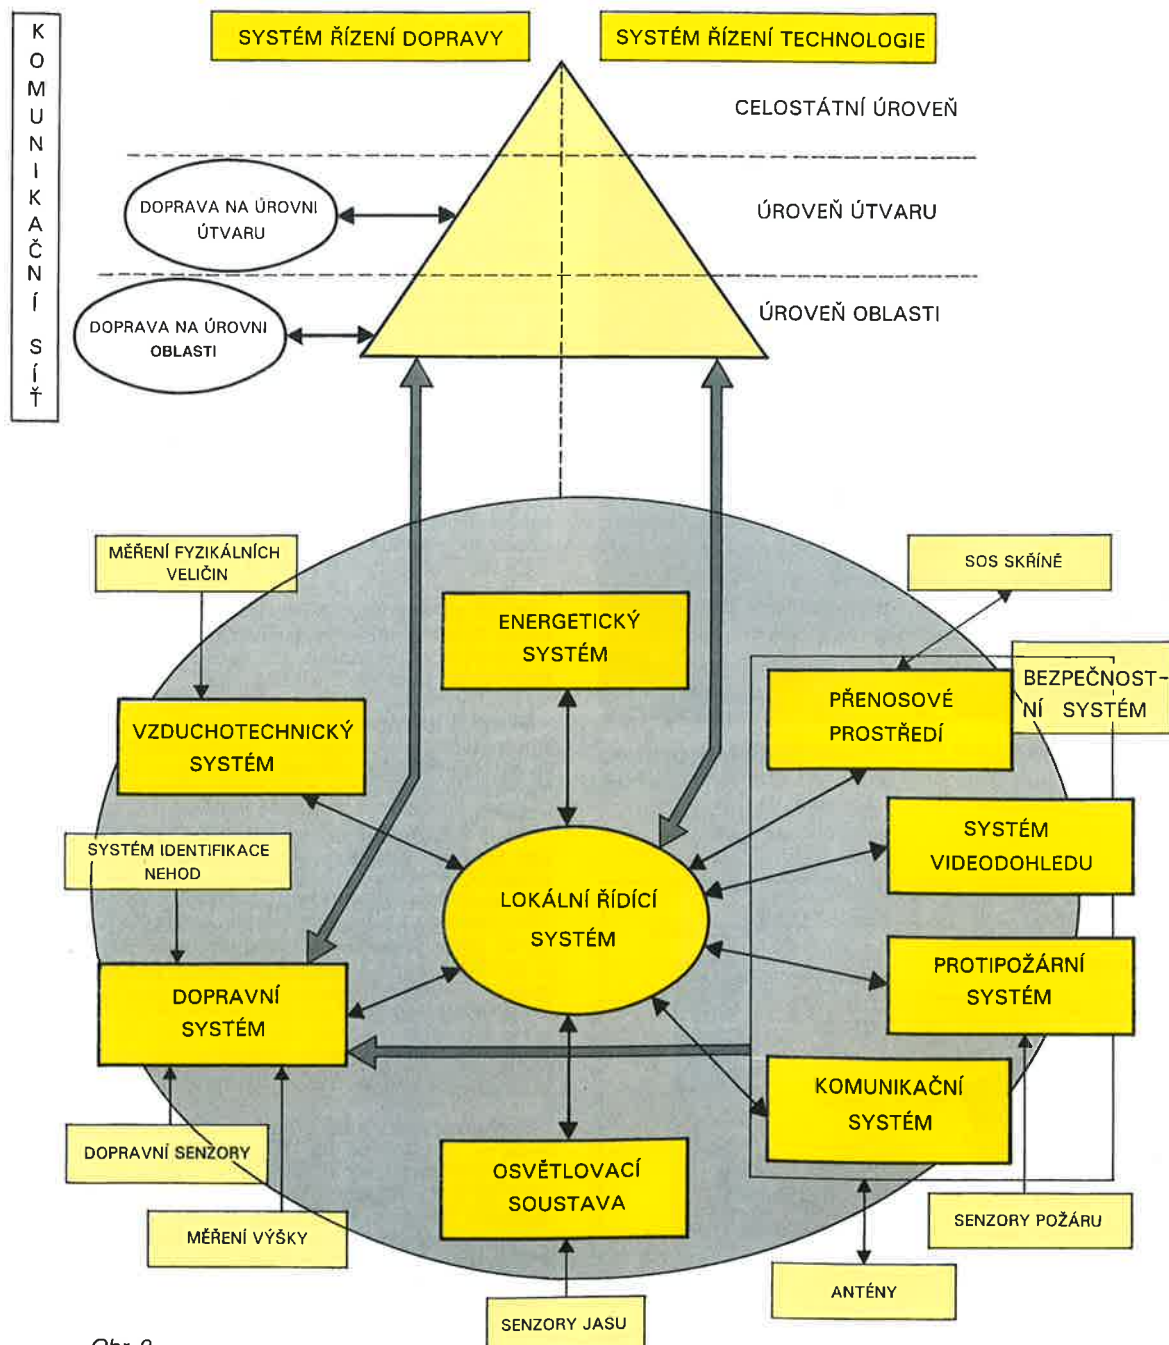 KOMUNIKAČNÍ SÍŤ
SYSTÉM ŘÍZENÍ DOPRAVY
SYSTÉM ŘÍZENÍ TECHNOLOGIE
CELOSTÁTNÍ ÚROVEŇ
DOPRAVA NA ÚROVNI
ÚTVARU
ÚROVEŇ ÚTVARU
DOPRAVA NA ÚROVNI
OBLASTI
ÚROVEŇ OBLASTI
MĚŘENÍ FYZIKÁLNÍCH
VELIČIN
SOS SKŘÍNĚ
ENERGETICKÝ
SYSTÉM
PŘENOSOVÉ
PROSTŘEDÍ
BEZPEČNOST-
NÍ SYSTÉM
VZDUCHOTECHNICKÝ
SYSTÉM
SYSTÉM IDENTIFIKACE
NEHOD
SYSTÉM
VIDEODOHLEDU
LOKÁLNÍ ŘÍDÍCÍ
SYSTÉM
DOPRAVNÍ
SYSTÉM
PROTIPOŽÁRNÍ
SYSTÉM
KOMUNIKAČNÍ
SYSTÉM
DOPRAVNÍ SENZORY
OSVĚTLOVACÍ
SOUSTAVA
MĚŘENÍ VÝŠKY
SENZORY POŽÁRU
ANTÉNY
SENZORY JASU